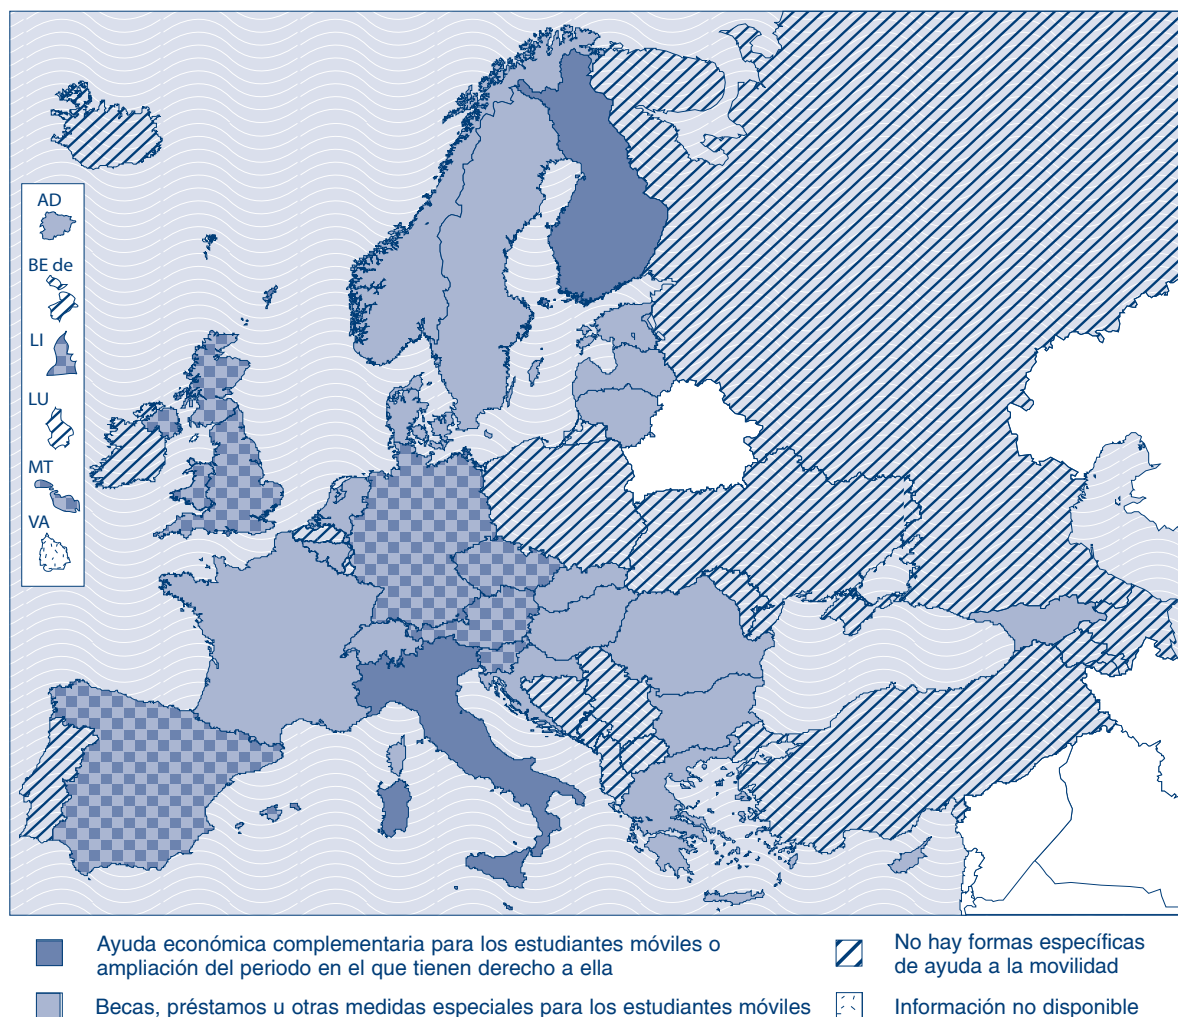 AD
BE de
LI
LU
MT
VA
Ayuda económica complementaria para los estudiantes móviles o
ampliación del periodo en el que tienen derecho a ella
Becas, préstamos u otras medidas especiales para los estudiantes móviles
No hay formas específicas
de ayuda a la movilidad
Información no disponible